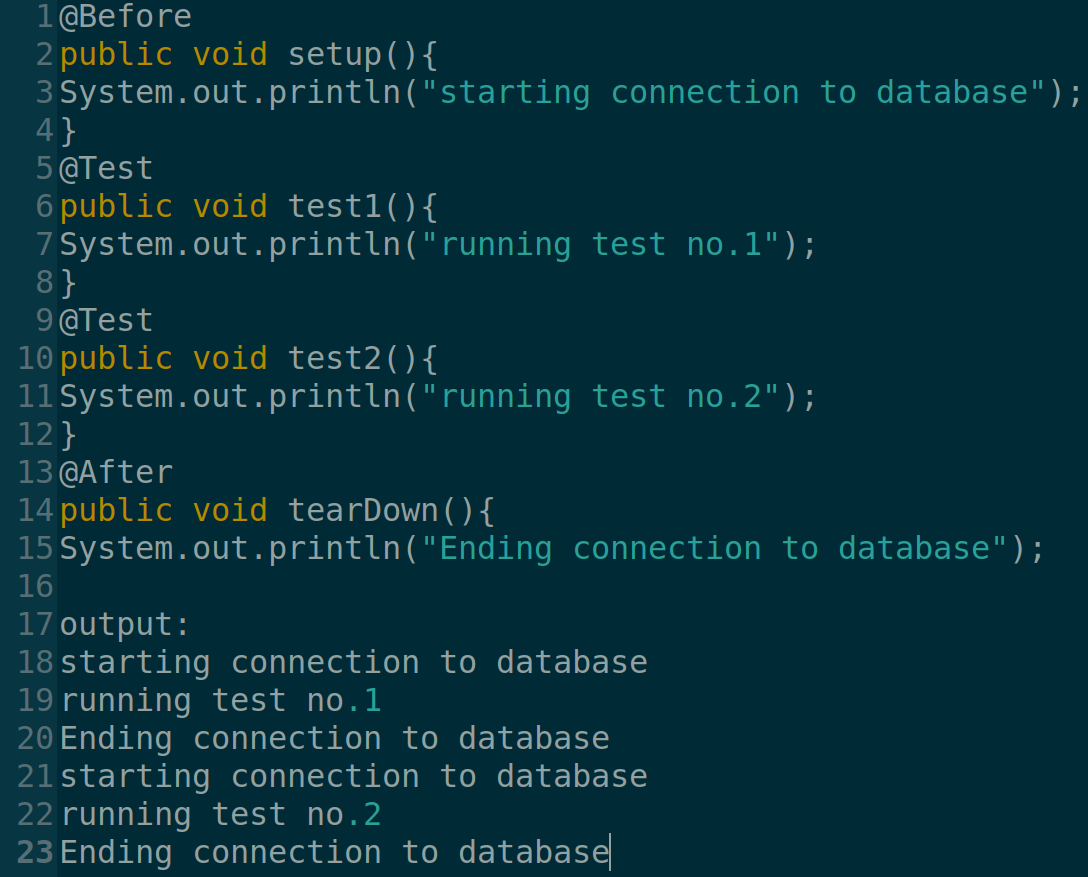 1 @Before
2 public void setup(){
3 System.out.println("starting connection to database");
4 }
5 @Test
6 public void test1(){
7 System.out.println("running test no.1");
8 }
9 @Test
10 public void test2(){
11 System.out.println("running test no.2");
12 }
13 @After
14 public void tearDown(){
15 System.out.println("Ending connection to database");
16
17 output:
18 starting connection to database
19 running test no.1
20 Ending connection to database
21 starting connection to database
22 running test no.2
23 Ending connection to database